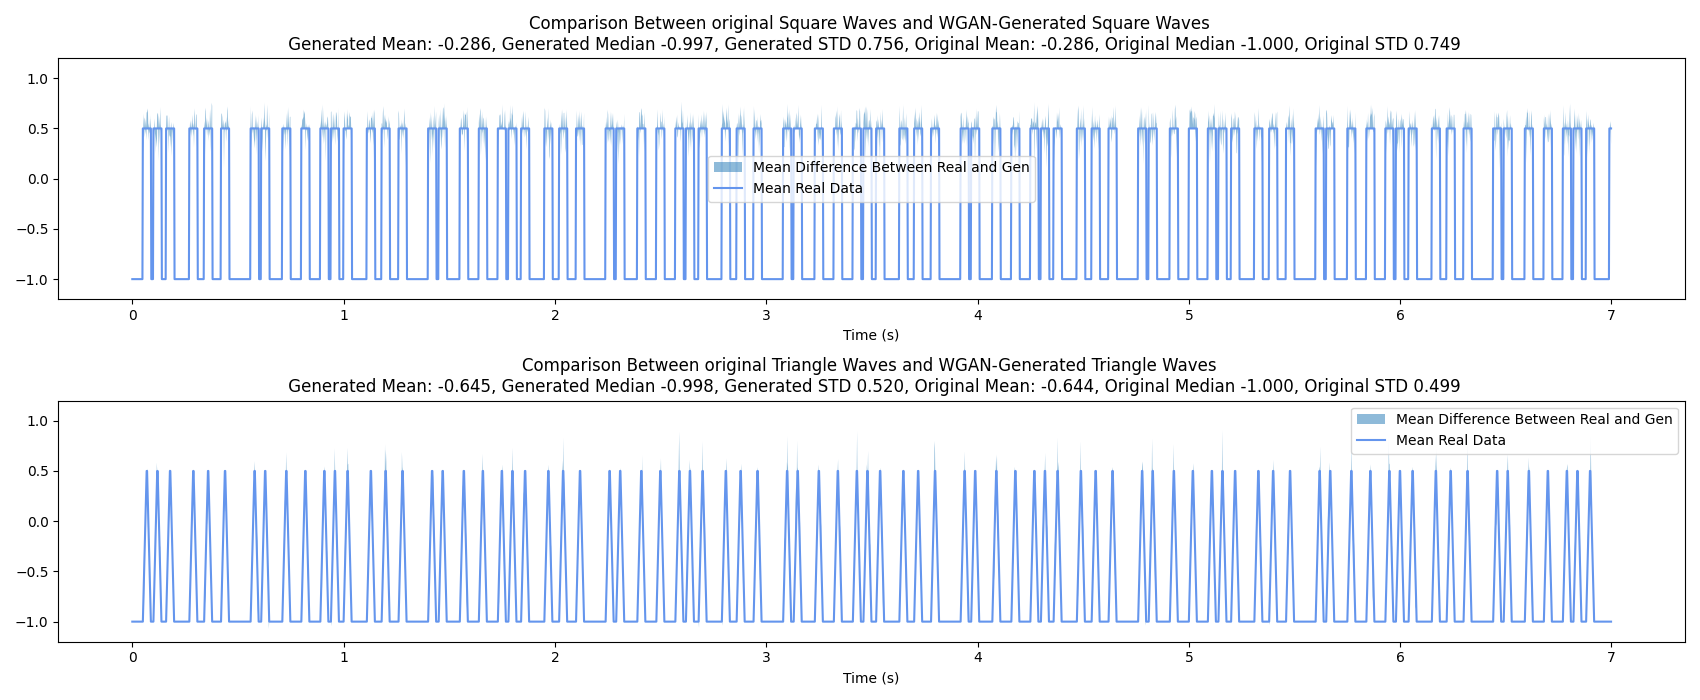 Comparison Between original Square Waves and WGAN-Generated Square Waves
Generated Mean: -0.286, Generated Median -0.997, Generated STD 0.756, Original Mean: -0.286, Original Median -1.000, Original STD 0.749
1.0
0.5
0.0
−0.5
−1.0
Mean Difference Between Real and Gen
Mean Real Data
0 1 2 3 4 5 6 7
Time (s)
Comparison Between original Triangle Waves and WGAN-Generated Triangle Waves
Generated Mean: -0.645, Generated Median -0.998, Generated STD 0.520, Original Mean: -0.644, Original Median -1.000, Original STD 0.499
1.0
0.5
0.0
−0.5
−1.0
Mean Difference Between Real and Gen
Mean Real Data
0 1 2 3 4 5 6 7
Time (s)